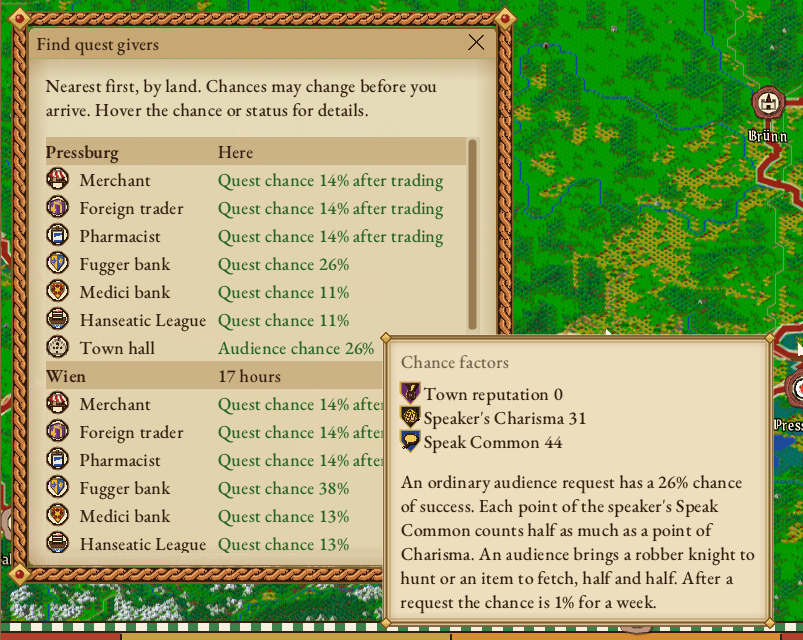 Find quest givers
Nearest first, by land. Chances may change before you
arrive. Hover the chance or status for details.
Pressburg Here
Merchant Quest chance 14% after trading
Foreign trader Quest chance 14% after trading
Pharmacist Quest chance 14% after trading
Fugger bank Quest chance 26%
Medici bank Quest chance 11%
Hanseatic League Quest chance 11%
Town hall Audience chance 26%
Wien 17 hours
Merchant Quest chance 14% after
Foreign trader Quest chance 14% after
Pharmacist Quest chance 14% after
Fugger bank Quest chance 38%
Medici bank Quest chance 13%
Hanseatic League Quest chance 13%
Chance factors
Town reputation 0
Speaker's Charisma 31
Speak Common 44
An ordinary audience request has a 26% chance
of success. Each point of the speaker's Speak
Common counts half as much as a point of
Charisma. An audience brings a robber knight to
hunt or an item to fetch, half and half. After a
request the chance is 1% for a week.
Brünn
Press
al